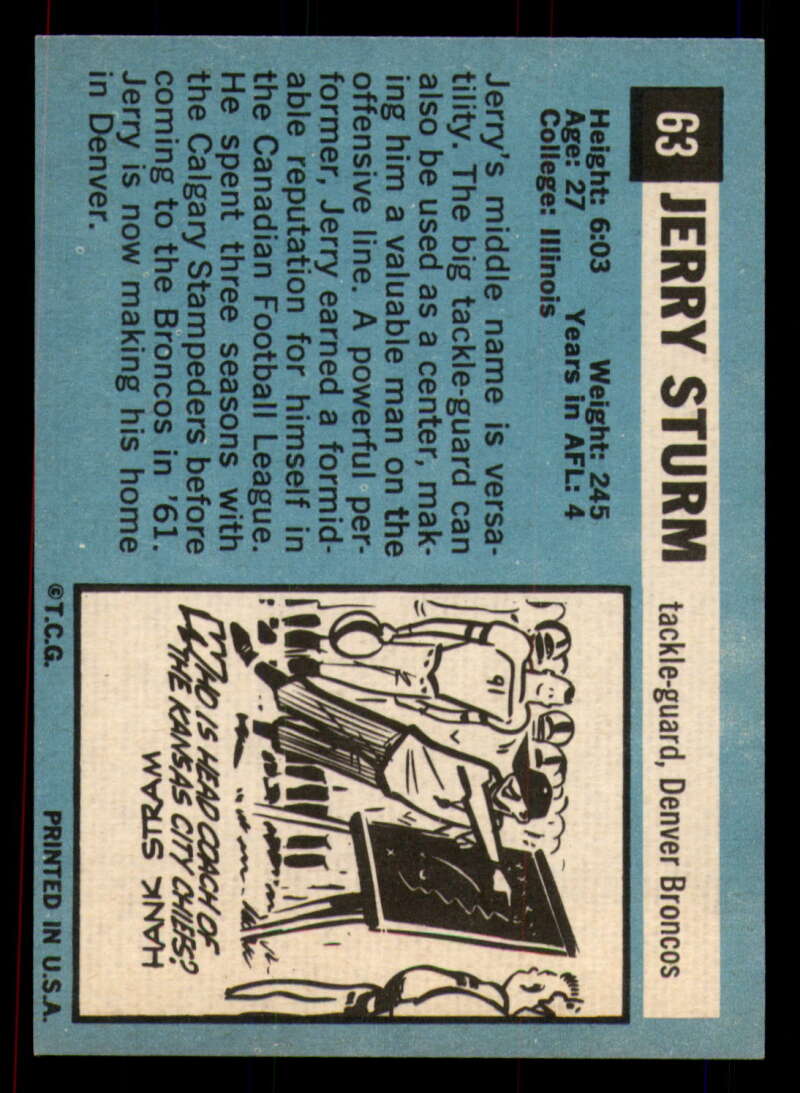 63 JERRY STURM tackle-guard, Denver Broncos
Height: 6:03 Weight: 245
Age: 27 Years in AFL: 4
College: Illinois
Jerry's middle name is versa-
tility. The big tackle-guard can
also be used as a center, mak-
ing him a valuable man on the
offensive line. A powerful per-
former, Jerry earned a formid-
able reputation for himself in
the Canadian Football League.
He spent three seasons with
the Calgary Stampeders before
coming to the Broncos in '61.
Jerry is now making his home
in Denver.
91
WHO IS HEAD COACH OF
THE KANSAS CITY CHIEFS?
HANK STRAM
©T.C.G. PRINTED IN U.S.A.